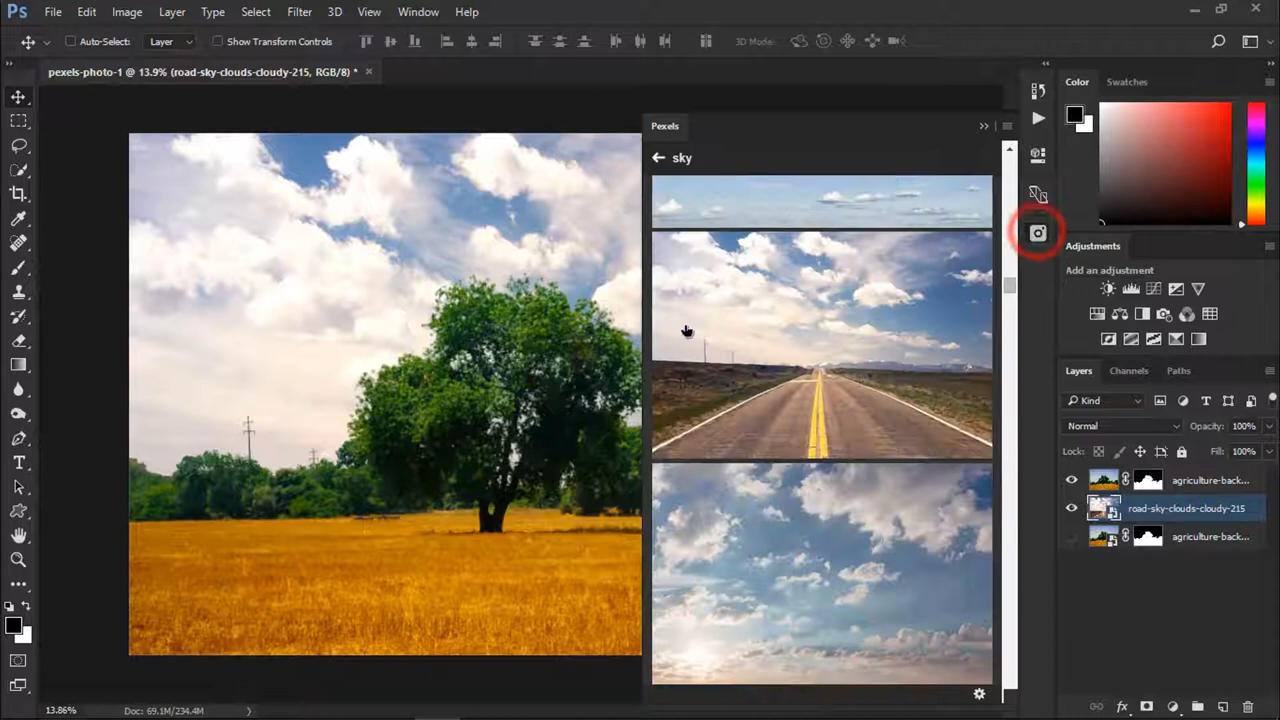 Ps File Edit Image Layer Type Select Filter 3D View Window Help
Auto-Select: Layer Show Transform Controls 3D Mode:
pexels-photo-1 @ 13.9% (road-sky-clouds-cloudy-215, RGB/8) * ×
Color Swatches
Pexels
sky
Adjustments
Add an adjustment
Layers Channels Paths
Kind
Normal Opacity: 100%
Lock: Fill: 100%
agriculture-back...
road-sky-clouds-cloudy-215
agriculture-back...
13.86% Doc: 69.1M/234.4M